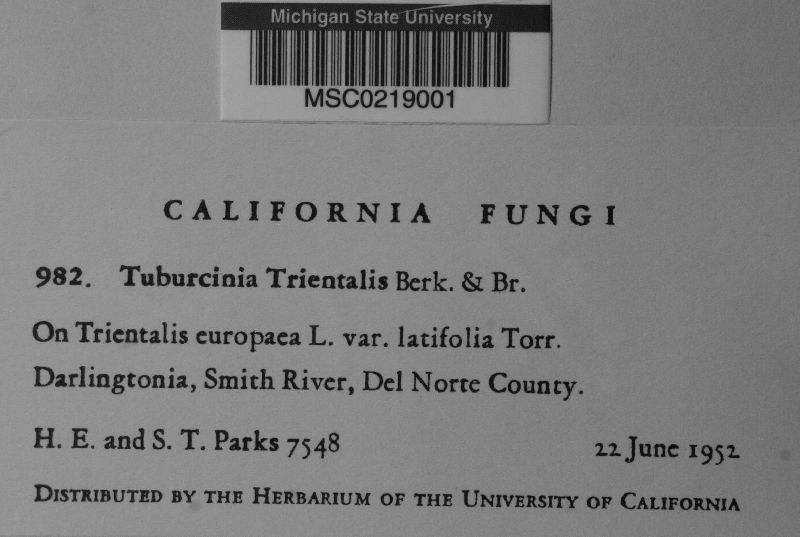 Michigan State University
MSC0219001
CALIFORNIA FUNGI
982. Tuburcinia Trientalis Berk. & Br.
On Trientalis europaea L. var. latifolia Torr.
Darlingtonia, Smith River, Del Norte County.
H. E. and S. T. Parks 7548 22 June 1952
DISTRIBUTED BY THE HERBARIUM OF THE UNIVERSITY OF CALIFORNIA